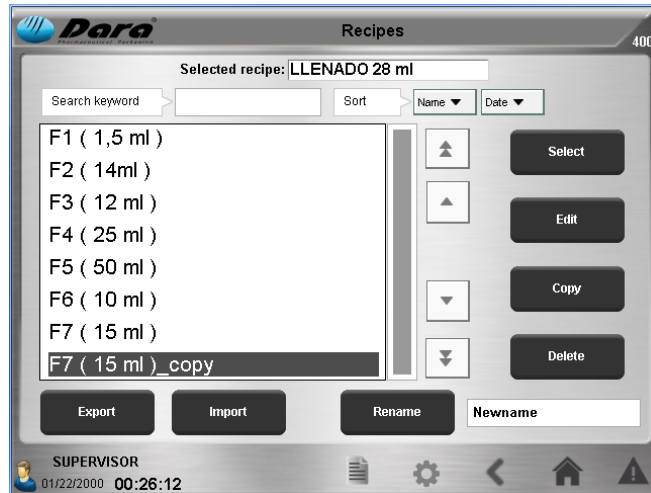 Dara
Pharmaceutical Packaging
Recipes
400
Selected recipe: LLENADO 28 ml
Search keyword
Sort
Name ▼
Date ▼
F1 ( 1,5 ml )
F2 ( 14ml )
F3 ( 12 ml )
F4 ( 25 ml )
F5 ( 50 ml )
F6 ( 10 ml )
F7 ( 15 ml )
F7 ( 15 ml )_copy
Select
Edit
Copy
Delete
Export
Import
Rename
Newname
SUPERVISOR
01/22/2000 00:26:12